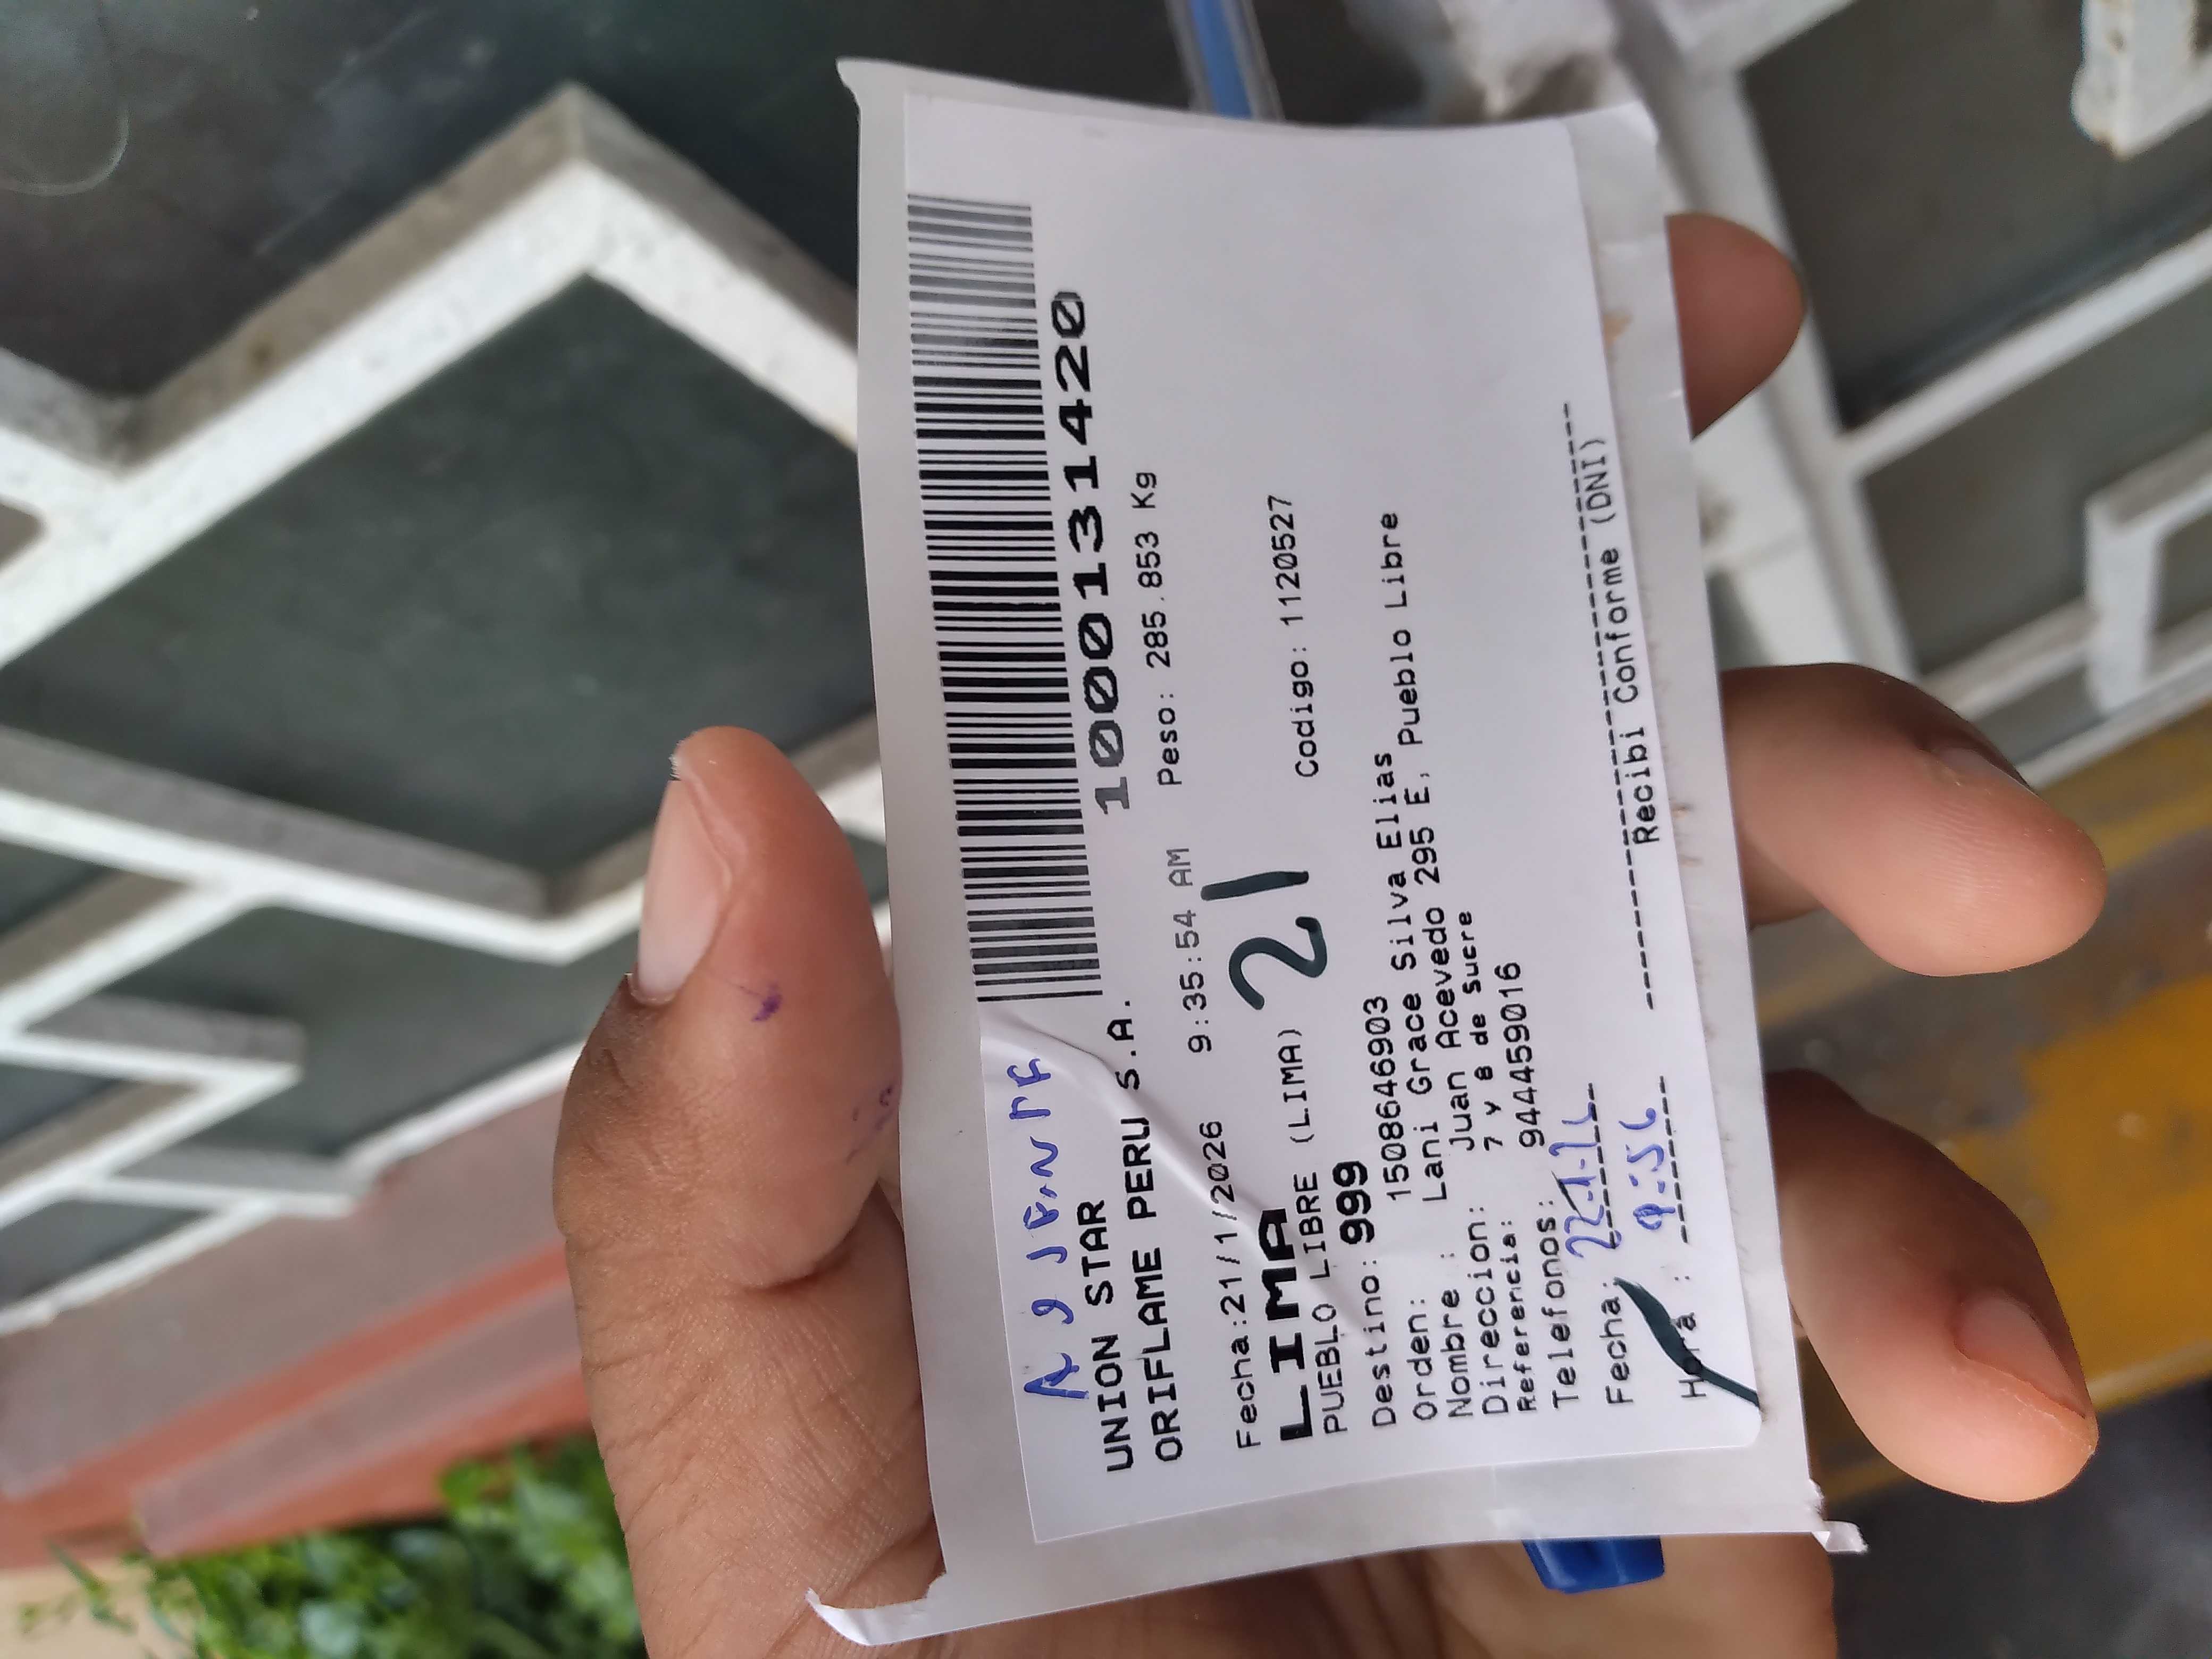 AUSENTE
1000131420
UNION STAR
ORIFLAME PERU S.A.
Fecha:21/1/2026 9:35:54 AM Peso: 285.853 Kg
LIMA 21
PUEBLO LIBRE (LIMA) Codigo: 1120527
Destino: 999
Orden: 1508646903
Nombre : Lani Grace Silva Elias
Direccion: Juan Acevedo 295 E, Pueblo Libre
Referencia: 7 y 8 de sucre
Telefonos: 944459016
Fecha: 22-1-26
Hora : 9:56
Recibi Conforme (DNI)